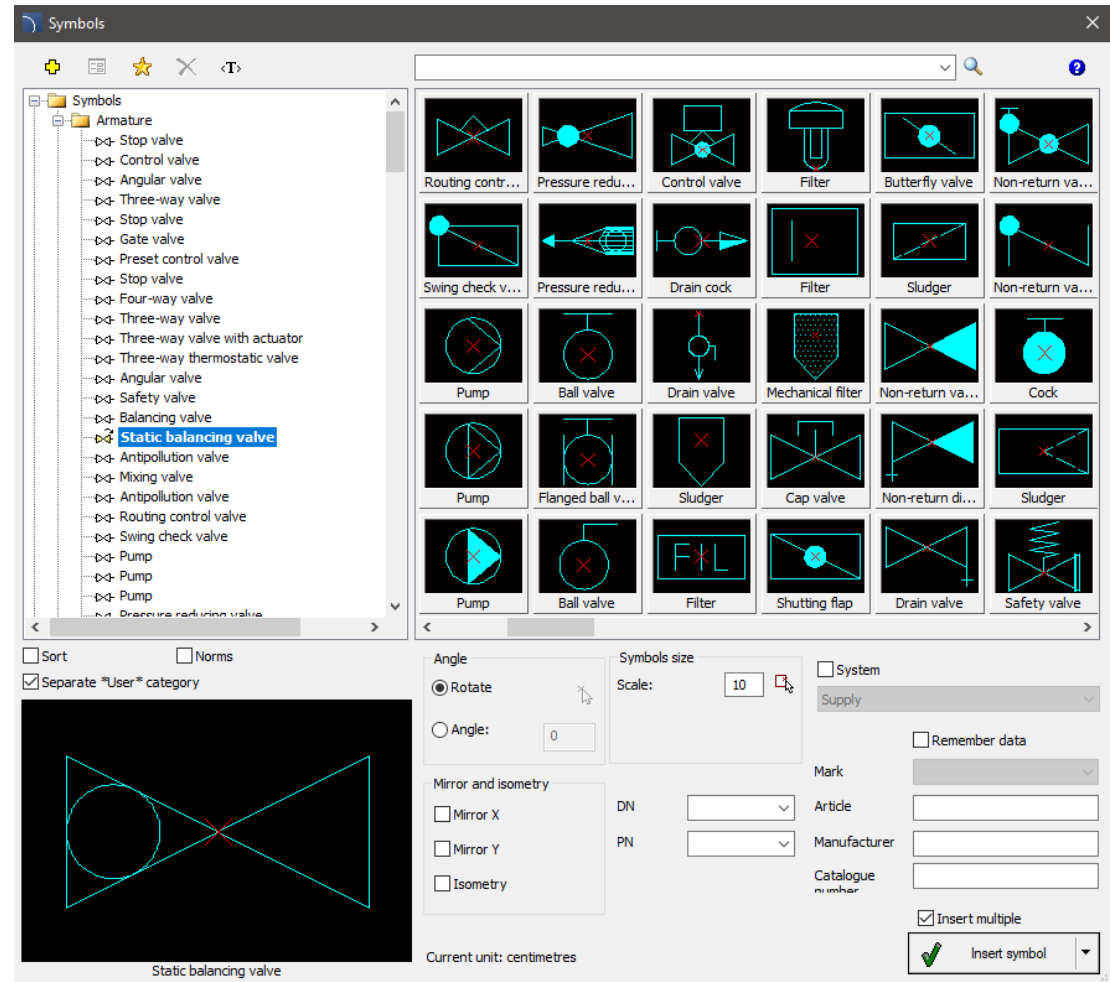 Symbols
<T>
Symbols
Armature
Stop valve
Control valve
Angular valve
Three-way valve
Stop valve
Gate valve
Preset control valve
Stop valve
Four-way valve
Three-way valve
Three-way valve with actuator
Three-way thermostatic valve
Angular valve
Safety valve
Balancing valve
Static balancing valve
Antipollution valve
Mixing valve
Antipollution valve
Routing control valve
Swing check valve
Pump
Pump
Pump
Pressure reducing valve
Routing contr... Pressure redu... Control valve Filter Butterfly valve Non-return va...
Swing check v... Pressure redu... Drain cock Filter Sludger Non-return va...
Pump Ball valve Drain valve Mechanical filter Non-return va... Cock
Pump Flanged ball v... Sludger Cap valve Non-return di... Sludger
FIL
Pump Ball valve Filter Shutting flap Drain valve Safety valve
Sort Norms
Separate *User* category
Static balancing valve
Angle
Rotate
Angle: 0
Mirror and isometry
Mirror X
Mirror Y
Isometry
Symbols size
Scale: 10
DN
PN
System
Supply
Remember data
Mark
Article
Manufacturer
Catalogue
number
Insert multiple
Insert symbol
Current unit: centimetres